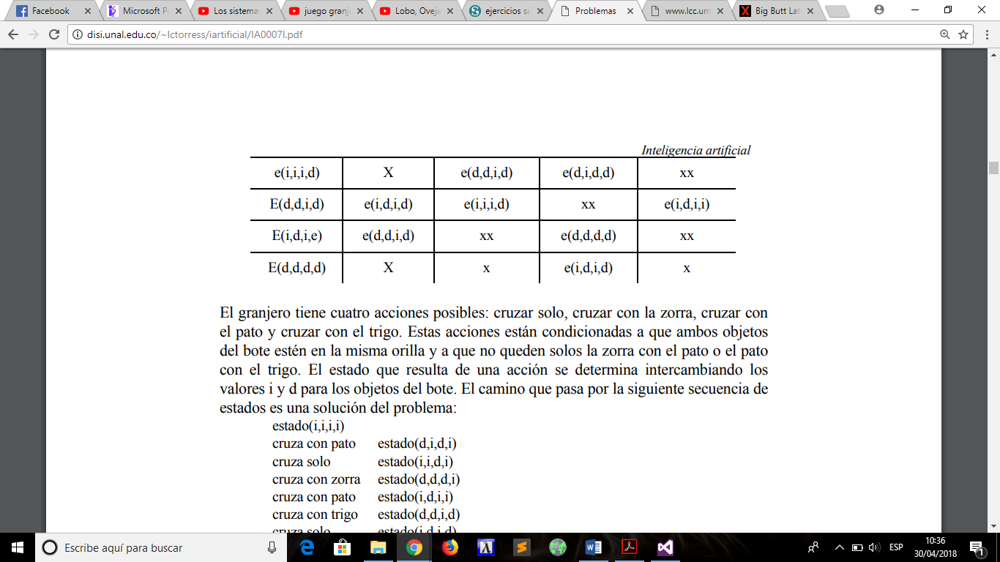 Facebook
Microsoft P
Los sistema
juego granj
Lobo, Oveja
ejercicios si
Problemas
www.lcc.um
Big Butt Lat
disi.unal.edu.co/~lctorress/iartificial/IA0007I.pdf
Inteligencia artificial
e(i,i,i,d) X e(d,d,i,d) e(d,i,d,d) xx
E(d,d,i,d) e(i,d,i,d) e(i,i,i,d) xx e(i,d,i,i)
E(i,d,i,e) e(d,d,i,d) xx e(d,d,d,d) xx
E(d,d,d,d) X x e(i,d,i,d) x
El granjero tiene cuatro acciones posibles: cruzar solo, cruzar con la zorra, cruzar con
el pato y cruzar con el trigo. Estas acciones están condicionadas a que ambos objetos
del bote estén en la misma orilla y a que no queden solos la zorra con el pato o el pato
con el trigo. El estado que resulta de una acción se determina intercambiando los
valores i y d para los objetos del bote. El camino que pasa por la siguiente secuencia de
estados es una solución del problema:
estado(i,i,i,i)
cruza con pato estado(d,i,d,i)
cruza solo estado(i,i,d,i)
cruza con zorra estado(d,d,d,i)
cruza con pato estado(i,d,i,i)
cruza con trigo estado(d,d,i,d)
cruza solo estado(i,d,i,d)
Escribe aquí para buscar
ESP
10:36
30/04/2018
1